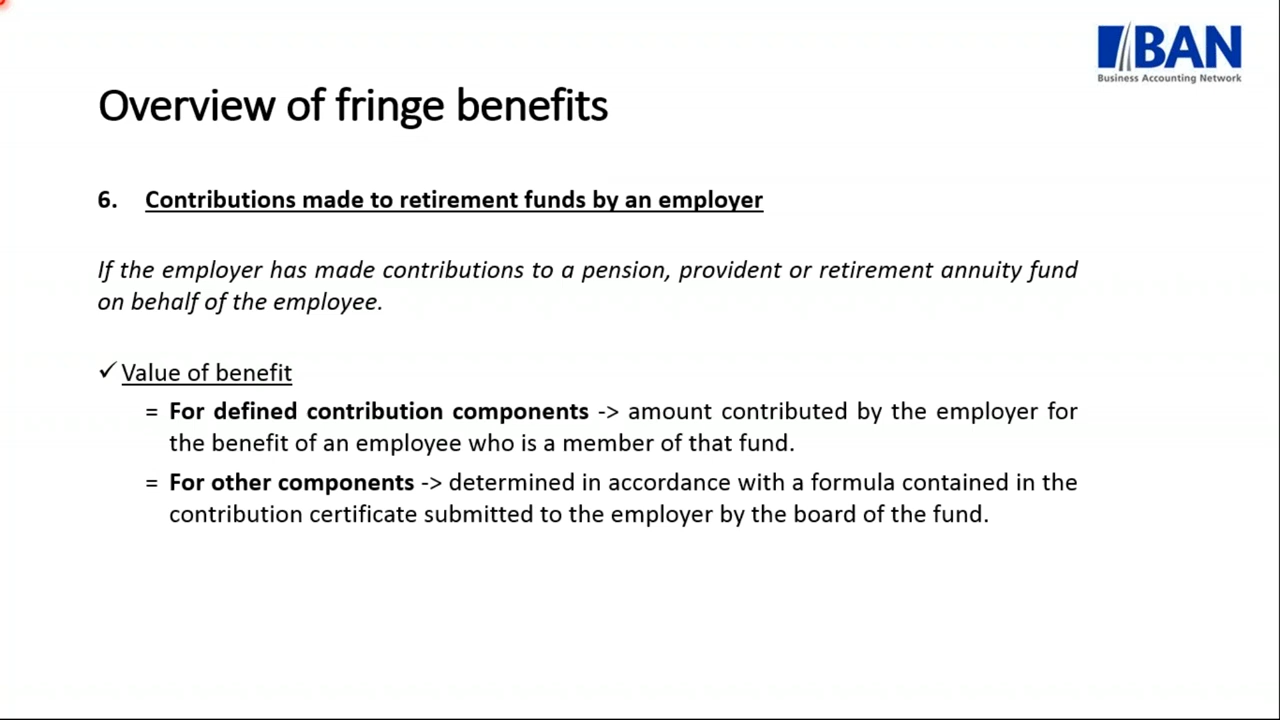 BAN
Business Accounting Network
Overview of fringe benefits
6. Contributions made to retirement funds by an employer
If the employer has made contributions to a pension, provident or retirement annuity fund
on behalf of the employee.
✓ Value of benefit
= For defined contribution components -> amount contributed by the employer for
the benefit of an employee who is a member of that fund.
= For other components -> determined in accordance with a formula contained in the
contribution certificate submitted to the employer by the board of the fund.